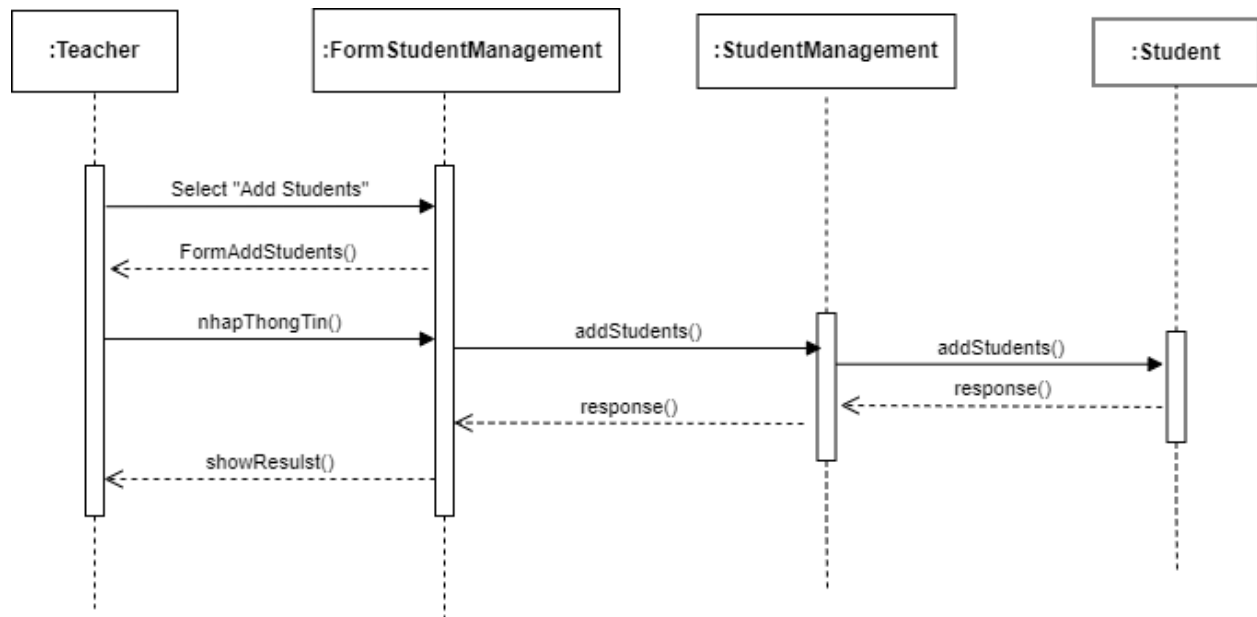 :Teacher
:FormStudentManagement
:StudentManagement
:Student
Select "Add Students"
FormAddStudents()
nhapThongTin()
addStudents()
addStudents()
response()
response()
showResulst()